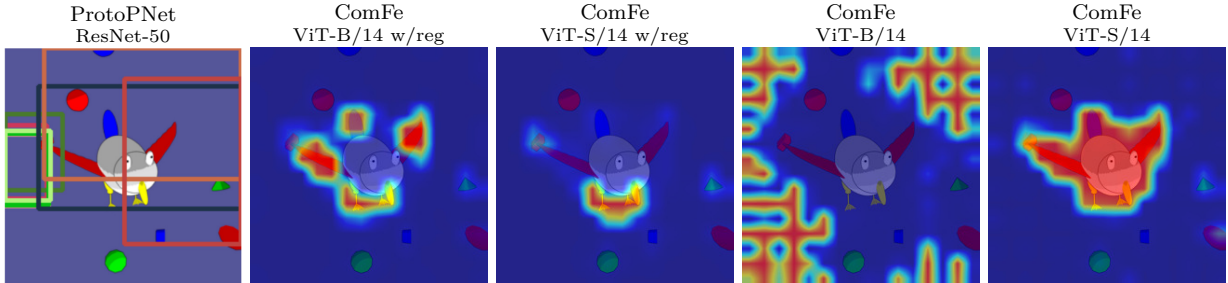 ProtoPNet
ResNet-50
ComFe
ViT-B/14 w/reg
ComFe
ViT-S/14 w/reg
ComFe
ViT-B/14
ComFe
ViT-S/14